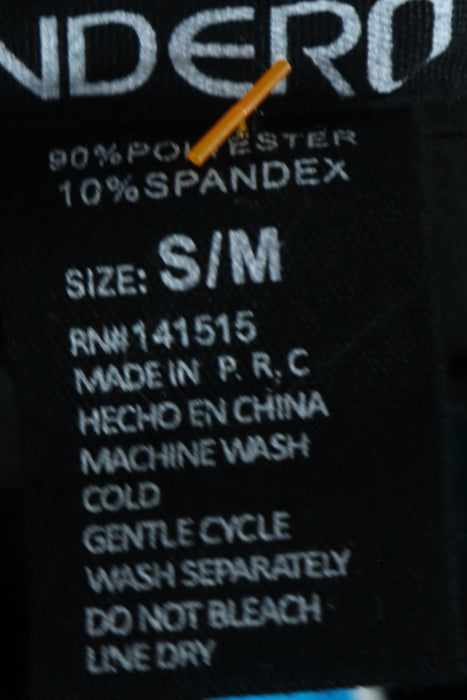 NDERO
90%POLYESTER
10%SPANDEX
SIZE: S/M
RN#141515
MADE IN P. R. C
HECHO EN CHINA
MACHINE WASH
COLD
GENTLE CYCLE
WASH SEPARATELY
DO NOT BLEACH
LINE DRY